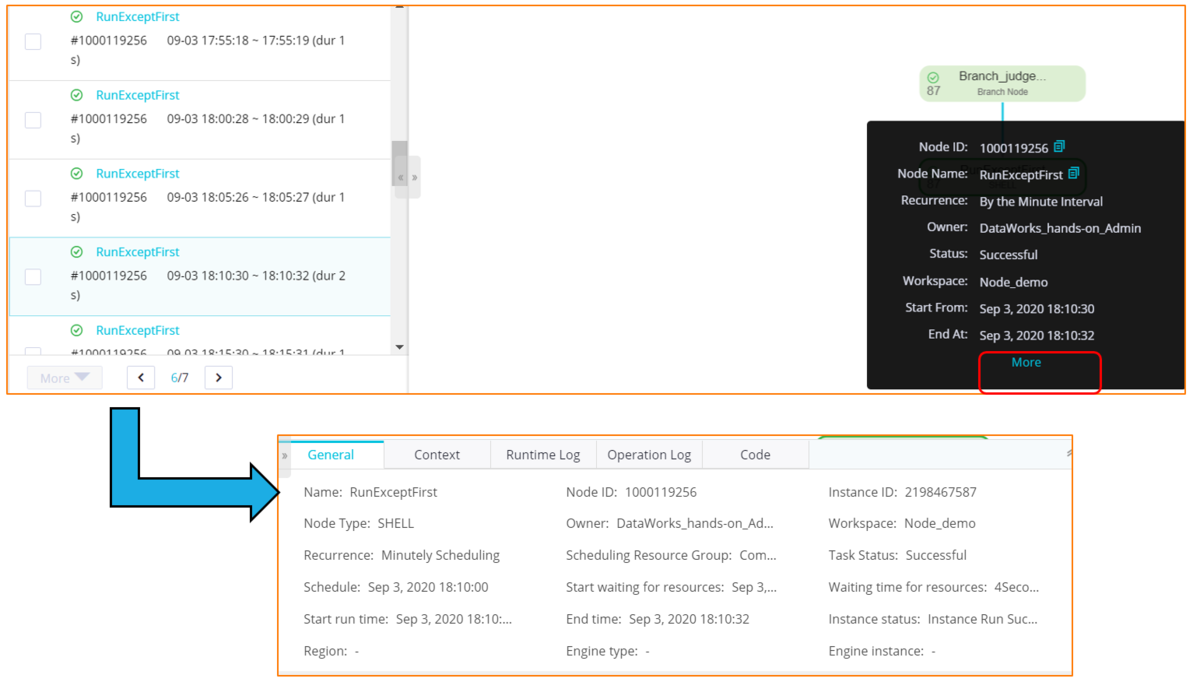 RunExceptFirst
#1000119256 09-03 17:55:18 ~ 17:55:19 (dur 1
s)
RunExceptFirst
#1000119256 09-03 18:00:28 ~ 18:00:29 (dur 1
s)
RunExceptFirst
#1000119256 09-03 18:05:26 ~ 18:05:27 (dur 1
s)
RunExceptFirst
#1000119256 09-03 18:10:30 ~ 18:10:32 (dur 2
s)
RunExceptFirst
#1000119256 09-03 18:15:30 ~ 18:15:31 (dur 1
More
6/7
« »
Branch_judge...
87 Branch Node
Node ID: 1000119256
Node Name: RunExceptFirst
Recurrence: By the Minute Interval
Owner: DataWorks_hands-on_Admin
Status: Successful
Workspace: Node_demo
Start From: Sep 3, 2020 18:10:30
End At: Sep 3, 2020 18:10:32
More
» General Context Runtime Log Operation Log Code
Name: RunExceptFirst Node ID: 1000119256 Instance ID: 2198467587
Node Type: SHELL Owner: DataWorks_hands-on_Ad... Workspace: Node_demo
Recurrence: Minutely Scheduling Scheduling Resource Group: Com... Task Status: Successful
Schedule: Sep 3, 2020 18:10:00 Start waiting for resources: Sep 3,... Waiting time for resources: 4Seco...
Start run time: Sep 3, 2020 18:10:... End time: Sep 3, 2020 18:10:32 Instance status: Instance Run Suc...
Region: - Engine type: - Engine instance: -